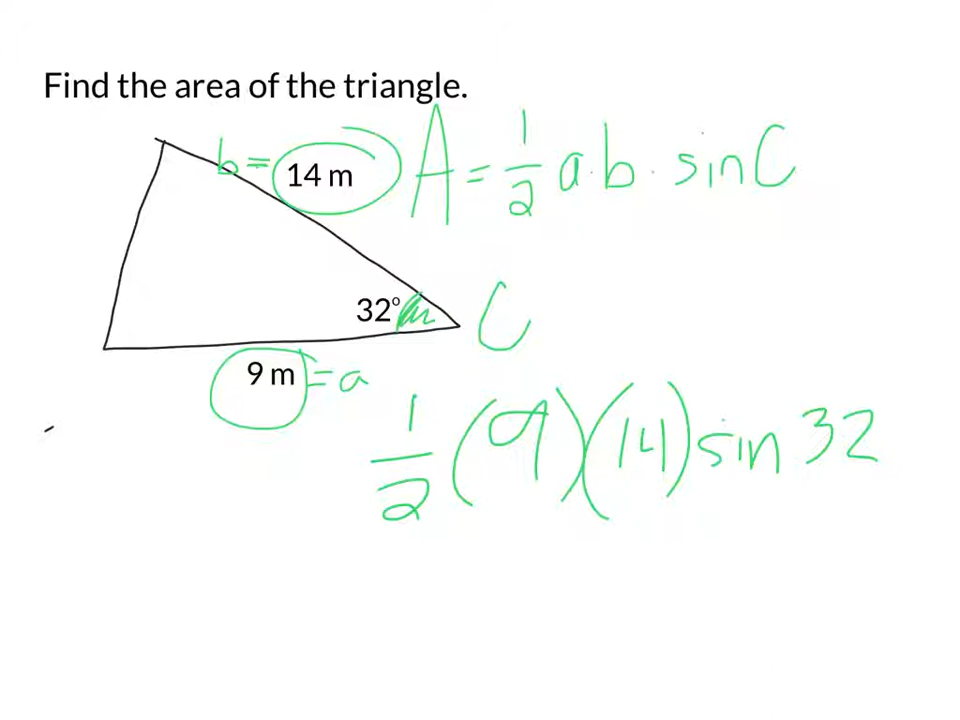 Find the area of the triangle.
b = 14 m
A = 1/2 a · b · sin C
32°
C
9 m = a
1/2 (9)(14) sin 32